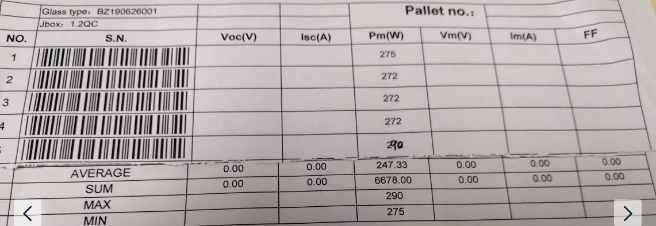 Glass type: BZ190626001
Jbox: 1.2QC
Pallet no.:
NO. S.N. Voc(V) Isc(A) Pm(W) Vm(V) Im(A) FF
1 275
2 272
3 272
4 272
AVERAGE 0.00 0.00 247.33 0.00 0.00 0.00
SUM 0.00 0.00 6678.00 0.00 0.00 0.00
MAX 290
MIN 275